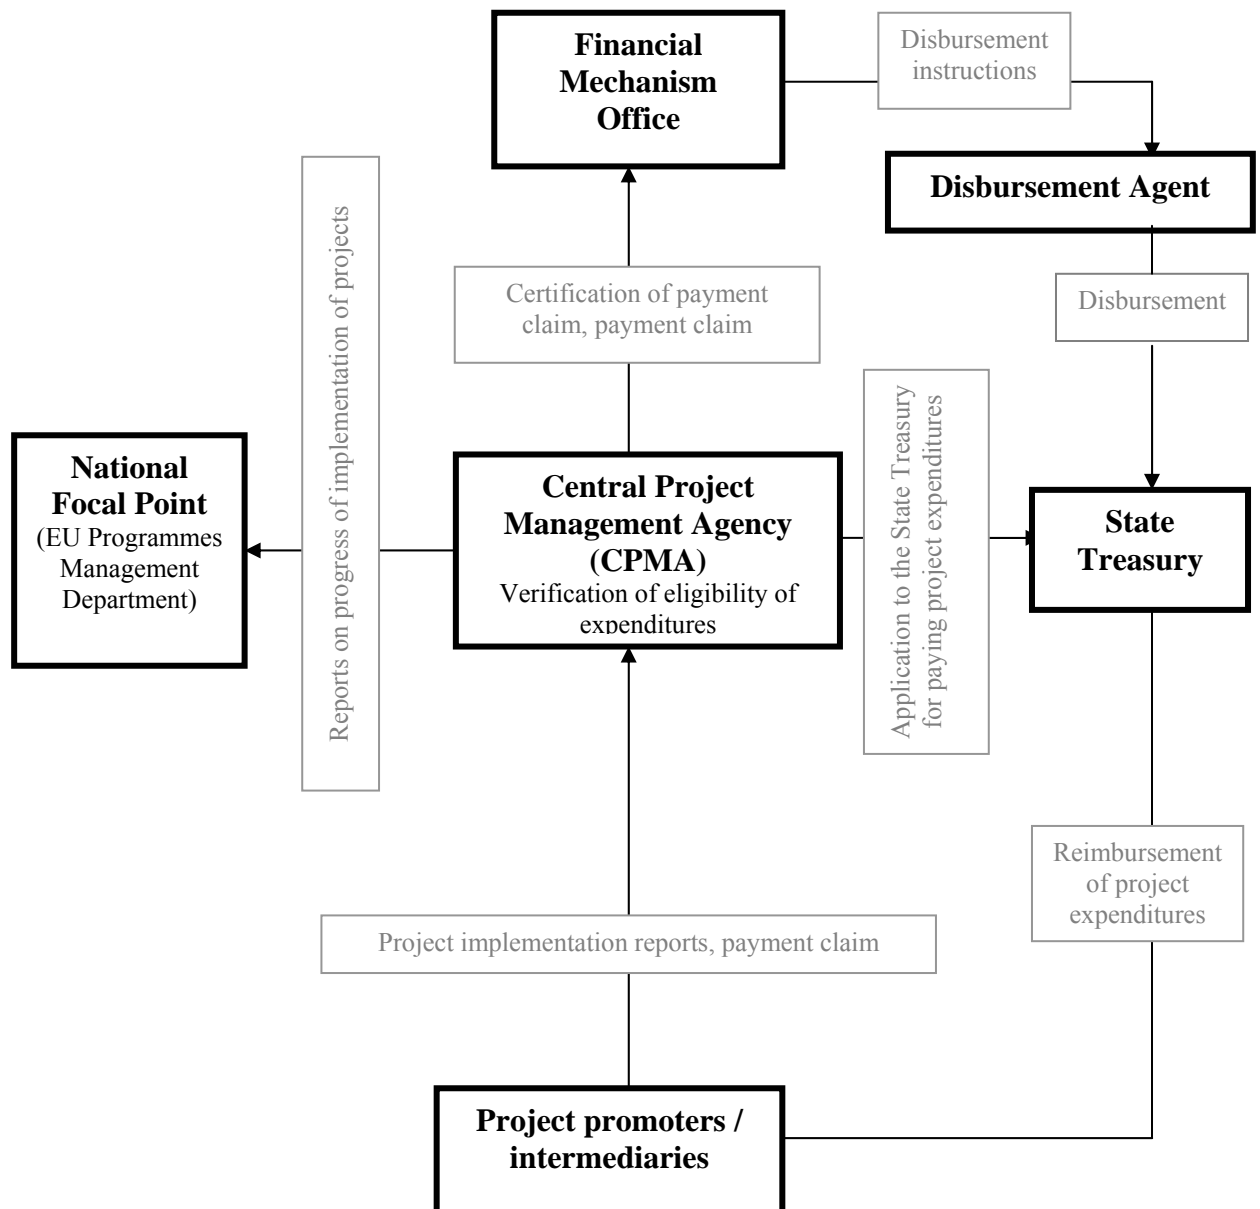 Financial
Mechanism
Office
Disbursement
instructions
Disbursement Agent
Reports on progress of implementation of projects
Certification of payment
claim, payment claim
Disbursement
Application to the State Treasury
for paying project expenditures
National
Focal Point
(EU Programmes
Management
Department)
Central Project
Management Agency
(CPMA)
Verification of eligibility of
expenditures
State
Treasury
Reimbursement
of project
expenditures
Project implementation reports, payment claim
Project promoters /
intermediaries